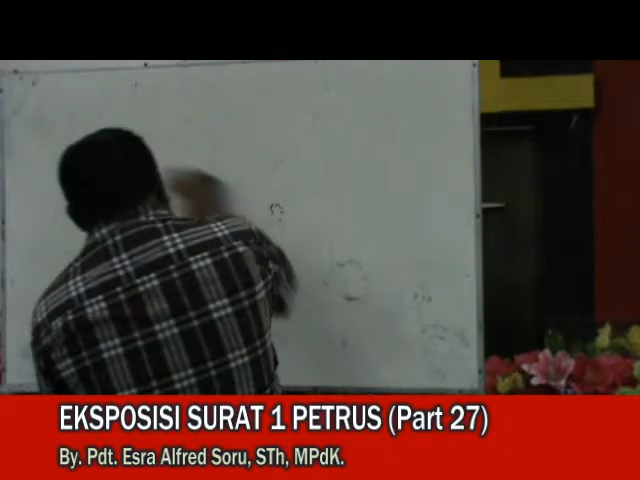 EKSPOSISI SURAT 1 PETRUS (Part 27)
By. Pdt. Esra Alfred Soru, STh, MPdK.